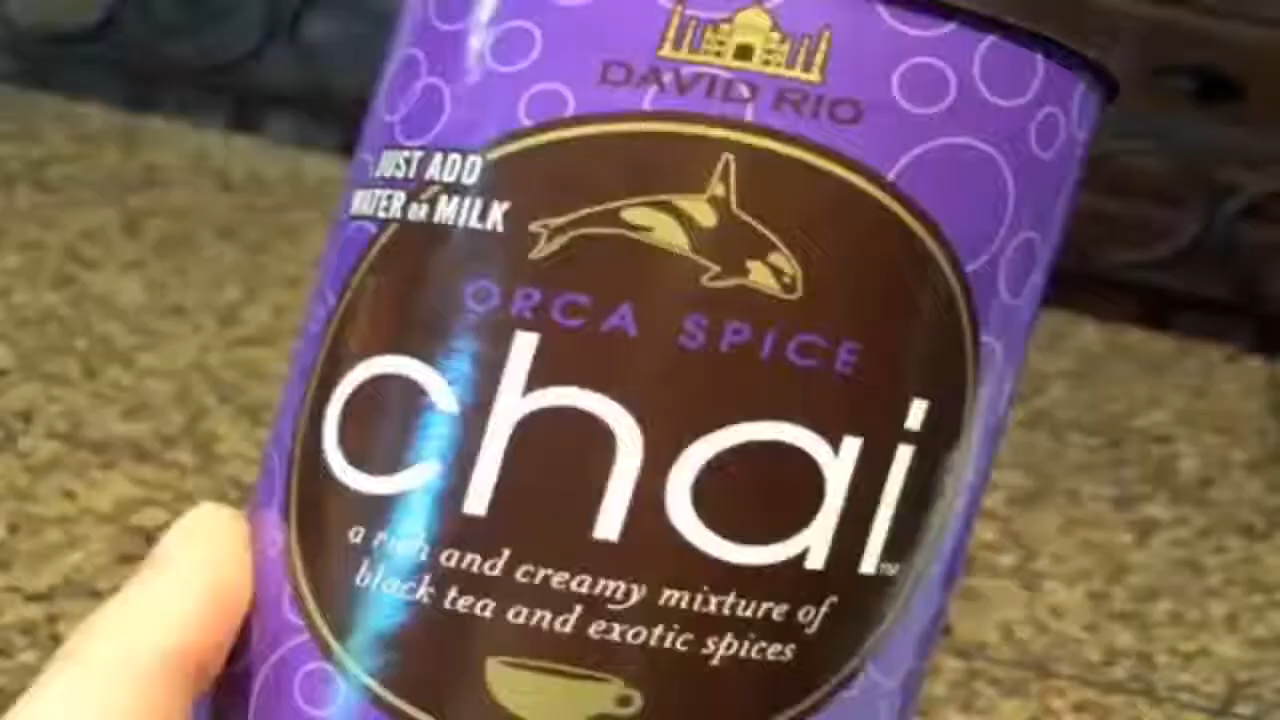 DAVID RIO
JUST ADD
WATER OR MILK
ORCA SPICE
chai™
a rich and creamy mixture of
black tea and exotic spices